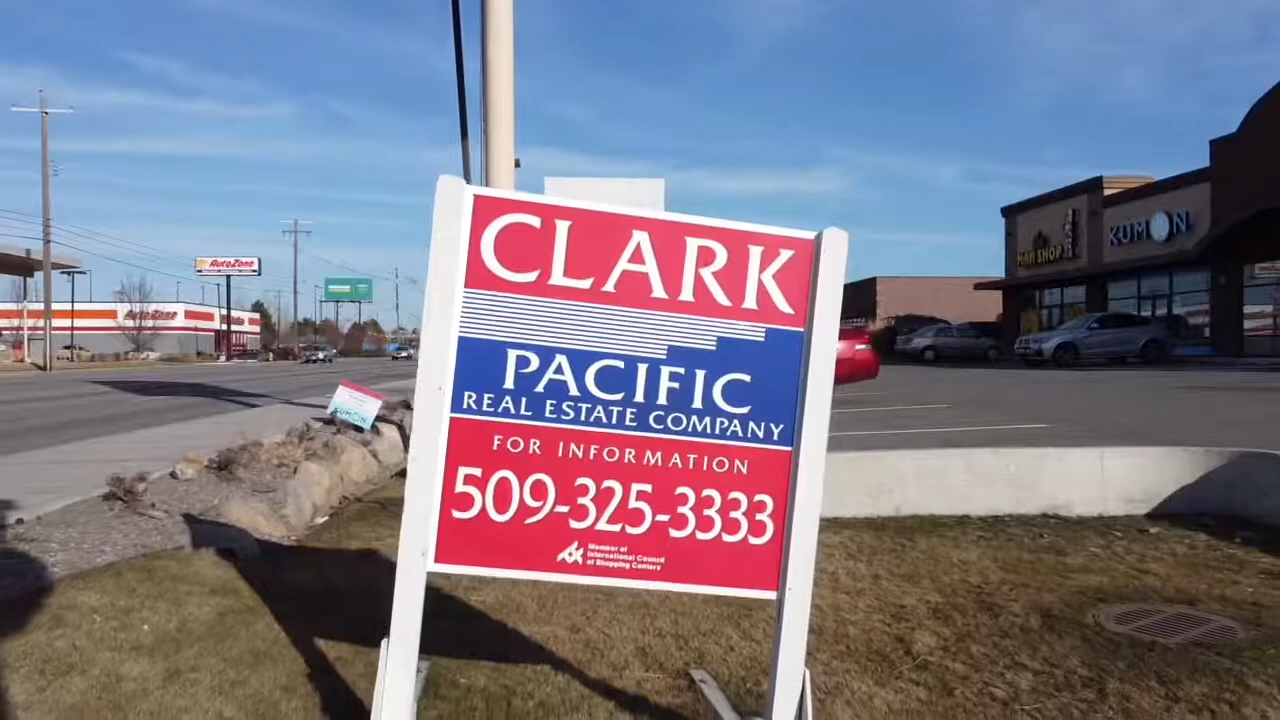 CLARK
PACIFIC
REAL ESTATE COMPANY
FOR INFORMATION
509-325-3333
Member of
International Council
of Shopping Centers
AutoZone
AutoZone
KUMON
KUMON
SHOP